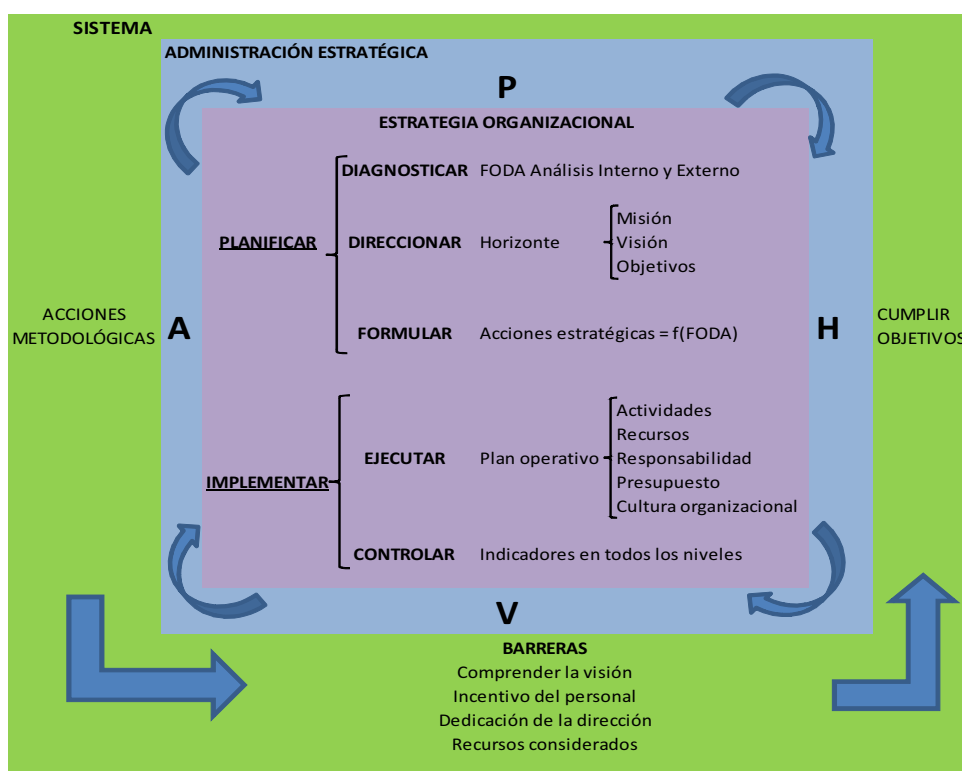 SISTEMA
ADMINISTRACIÓN ESTRATÉGICA
P
ESTRATEGIA ORGANIZACIONAL
DIAGNOSTICAR FODA Análisis Interno y Externo
PLANIFICAR DIRECCIONAR Horizonte
Misión
Visión
Objetivos
FORMULAR Acciones estratégicas = f(FODA)
ACCIONES
METODOLÓGICAS
A
H
CUMPLIR
OBJETIVOS
IMPLEMENTAR
EJECUTAR Plan operativo
Actividades
Recursos
Responsabilidad
Presupuesto
Cultura organizacional
CONTROLAR Indicadores en todos los niveles
V
BARRERAS
Comprender la visión
Incentivo del personal
Dedicación de la dirección
Recursos considerados